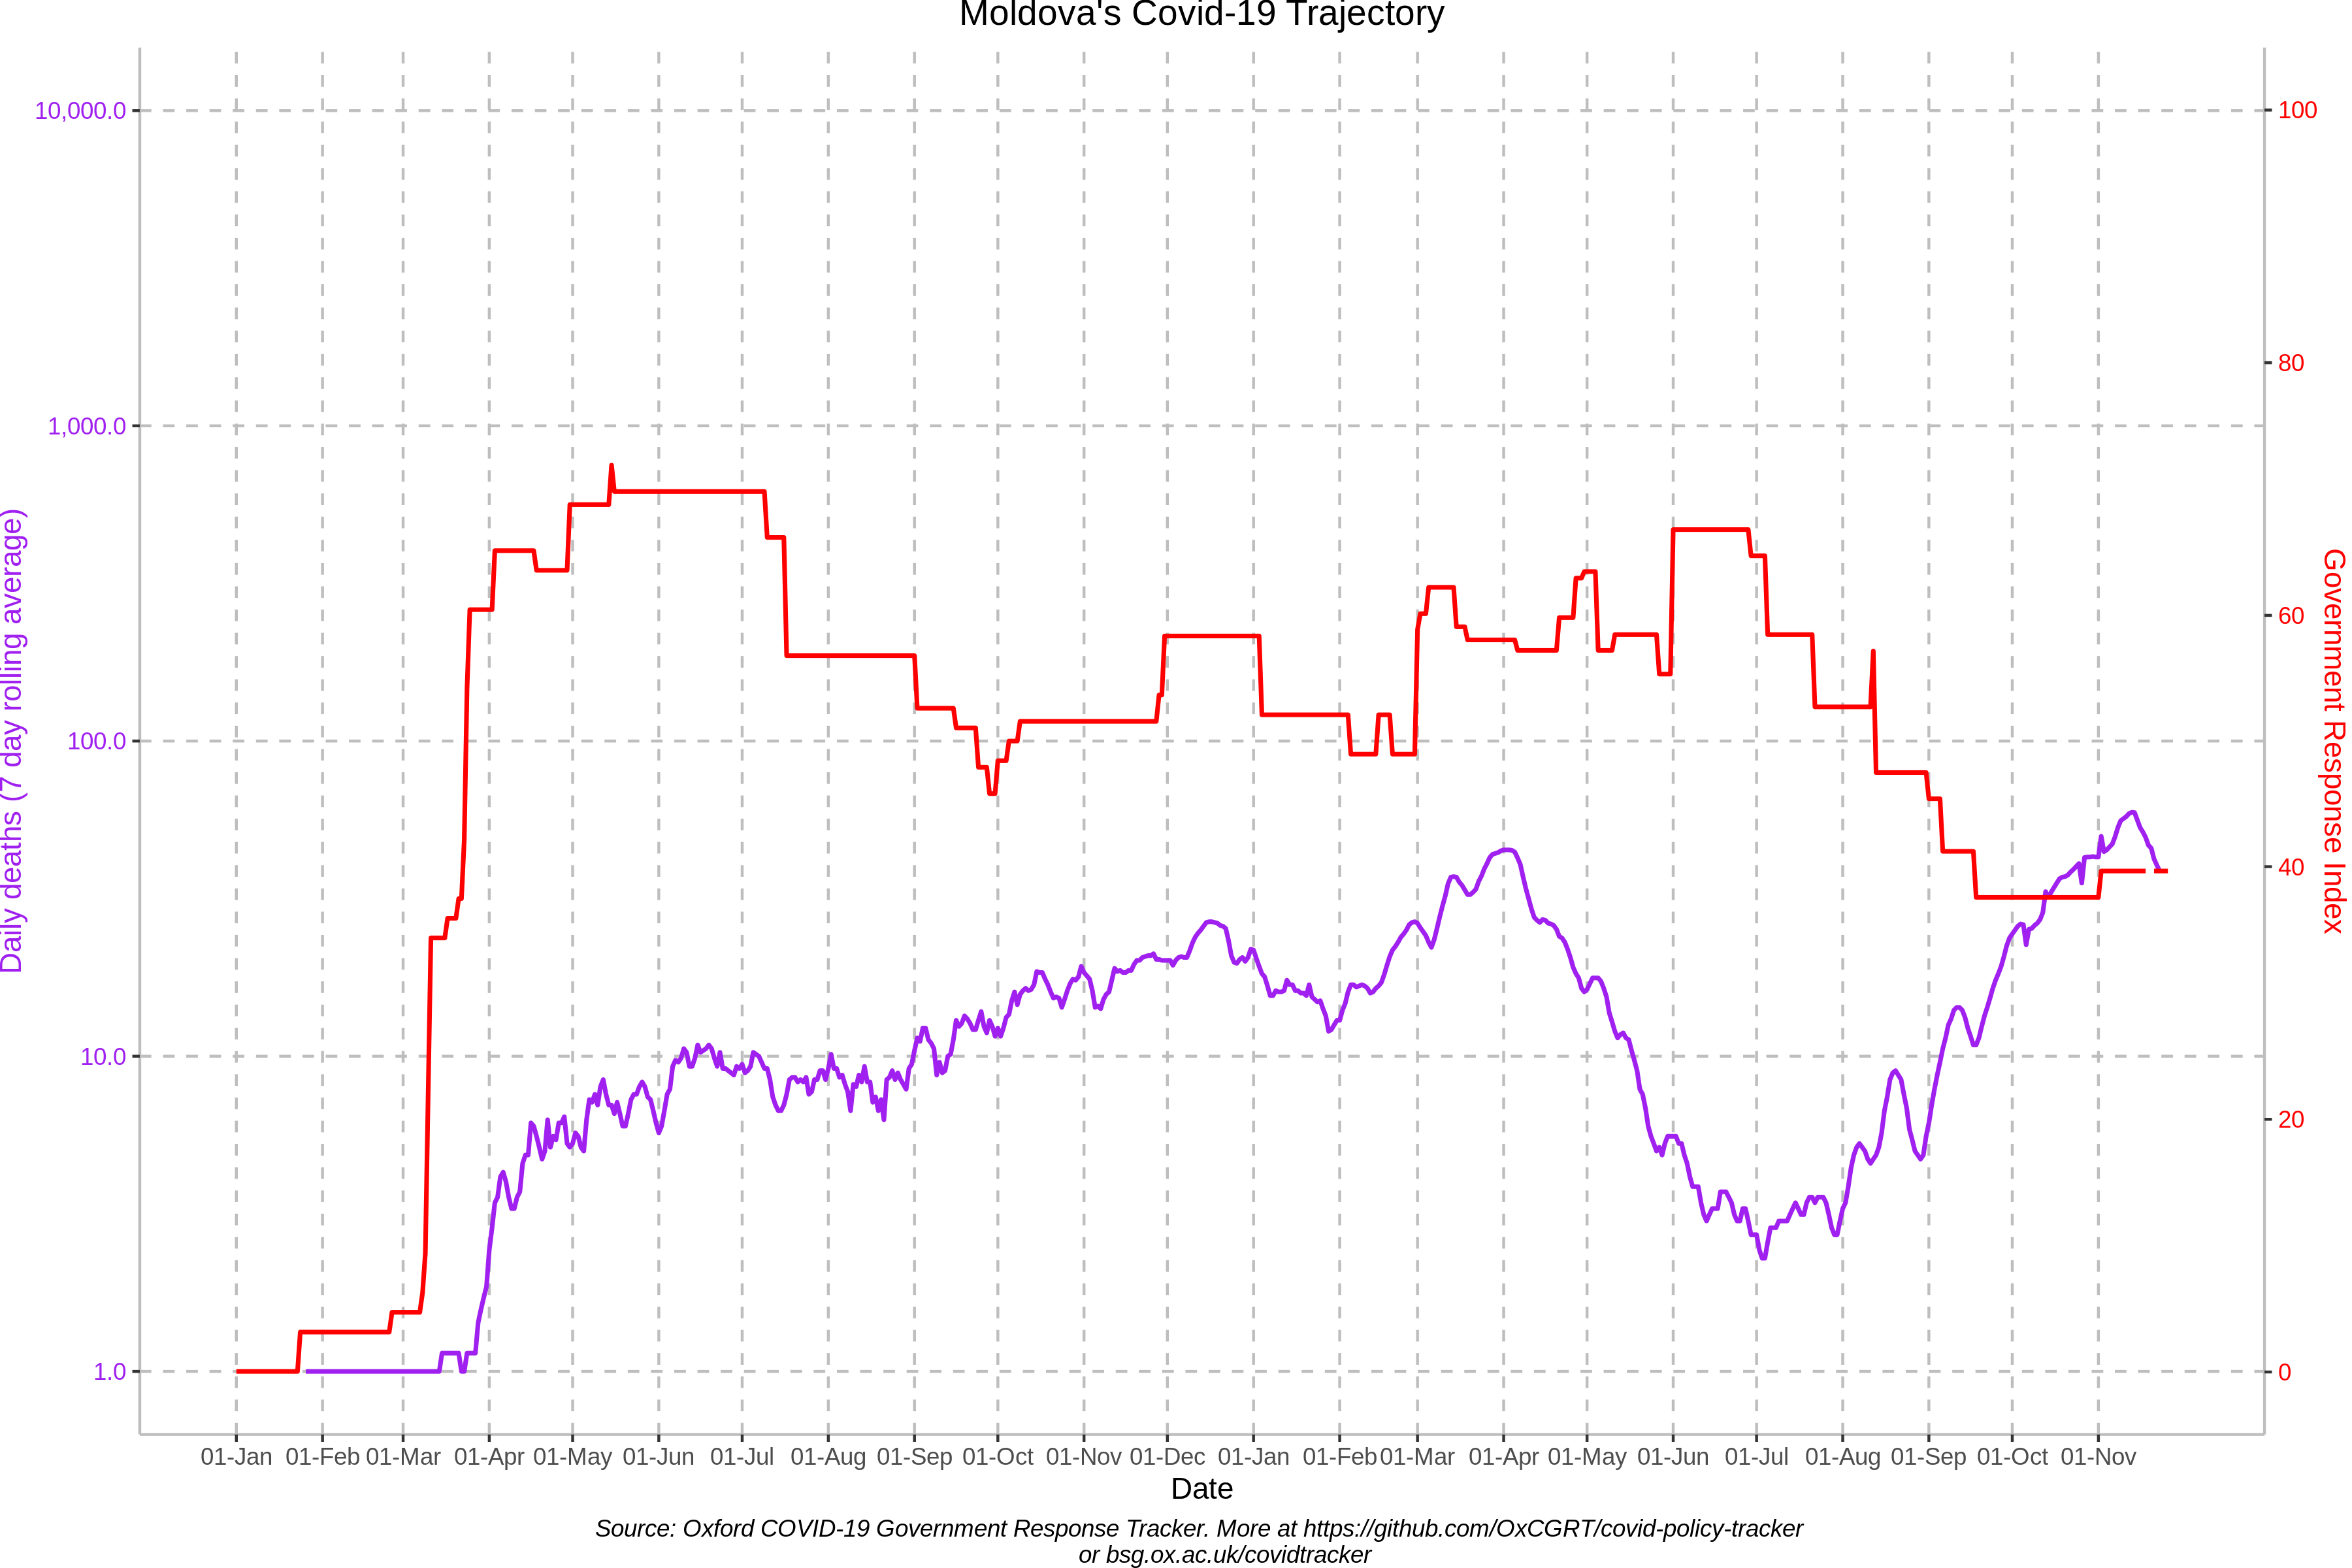 Moldova's Covid-19 Trajectory
10,000.0
1,000.0
100.0
10.0
1.0
Daily deaths (7 day rolling average)
100
80
60
40
20
0
Government Response Index
01-Jan 01-Feb 01-Mar 01-Apr 01-May 01-Jun 01-Jul 01-Aug 01-Sep 01-Oct 01-Nov 01-Dec 01-Jan 01-Feb 01-Mar 01-Apr 01-May 01-Jun 01-Jul 01-Aug 01-Sep 01-Oct 01-Nov
Date
Source: Oxford COVID-19 Government Response Tracker. More at https://github.com/OxCGRT/covid-policy-tracker
or bsg.ox.ac.uk/covidtracker